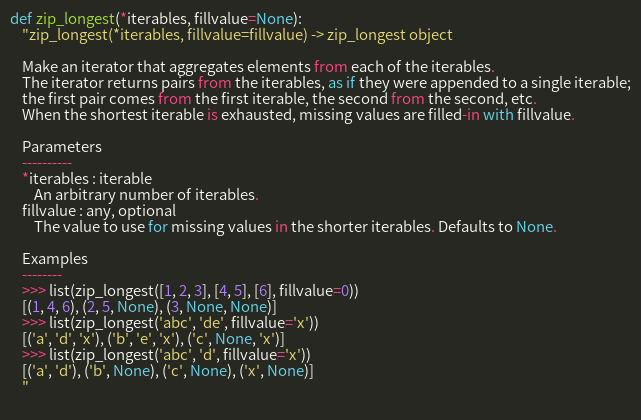 def zip_longest(*iterables, fillvalue=None):
"zip_longest(*iterables, fillvalue=fillvalue) -> zip_longest object
Make an iterator that aggregates elements from each of the iterables.
The iterator returns pairs from the iterables, as if they were appended to a single iterable;
the first pair comes from the first iterable, the second from the second, etc.
When the shortest iterable is exhausted, missing values are filled-in with fillvalue.
Parameters
----------
*iterables : iterable
An arbitrary number of iterables.
fillvalue : any, optional
The value to use for missing values in the shorter iterables. Defaults to None.
Examples
--------
>>> list(zip_longest([1, 2, 3], [4, 5], [6], fillvalue=0))
[(1, 4, 6), (2, 5, None), (3, None, None)]
>>> list(zip_longest('abc', 'de', fillvalue='x'))
[('a', 'd', 'x'), ('b', 'e', 'x'), ('c', None, 'x')]
>>> list(zip_longest('abc', 'd', fillvalue='x'))
[('a', 'd'), ('b', None), ('c', None), ('x', None)]
"